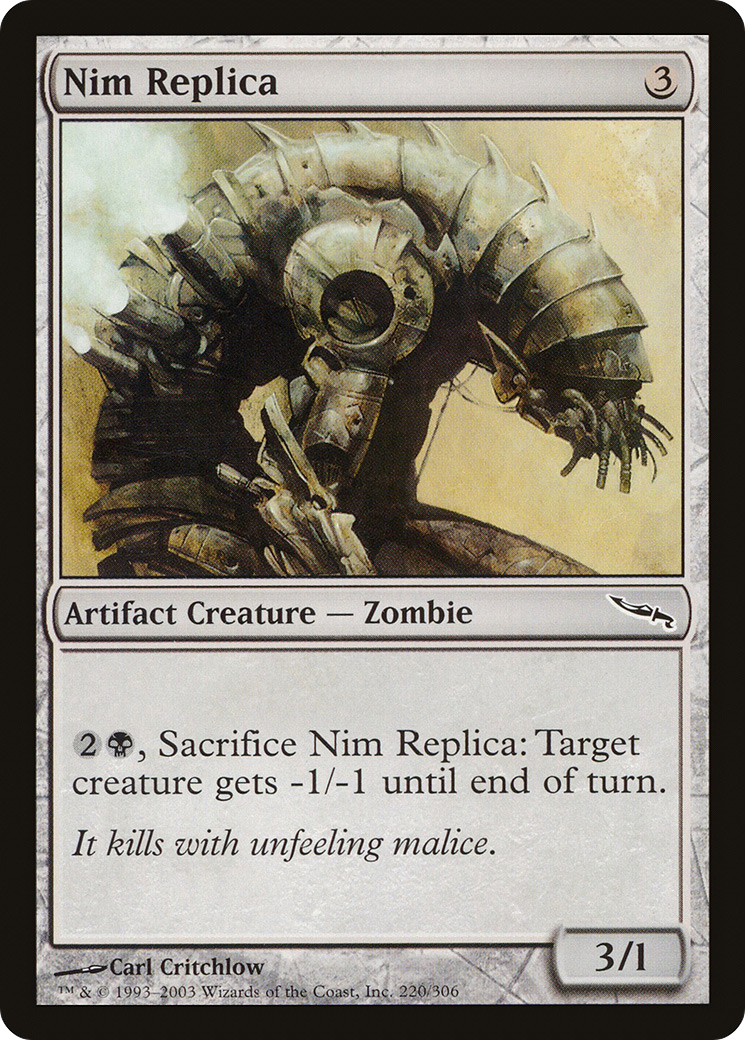 Nim Replica 3
Artifact Creature — Zombie
2, Sacrifice Nim Replica: Target
creature gets -1/-1 until end of turn.
It kills with unfeeling malice.
3/1
Carl Critchlow
™ & © 1993–2003 Wizards of the Coast, Inc. 220/306